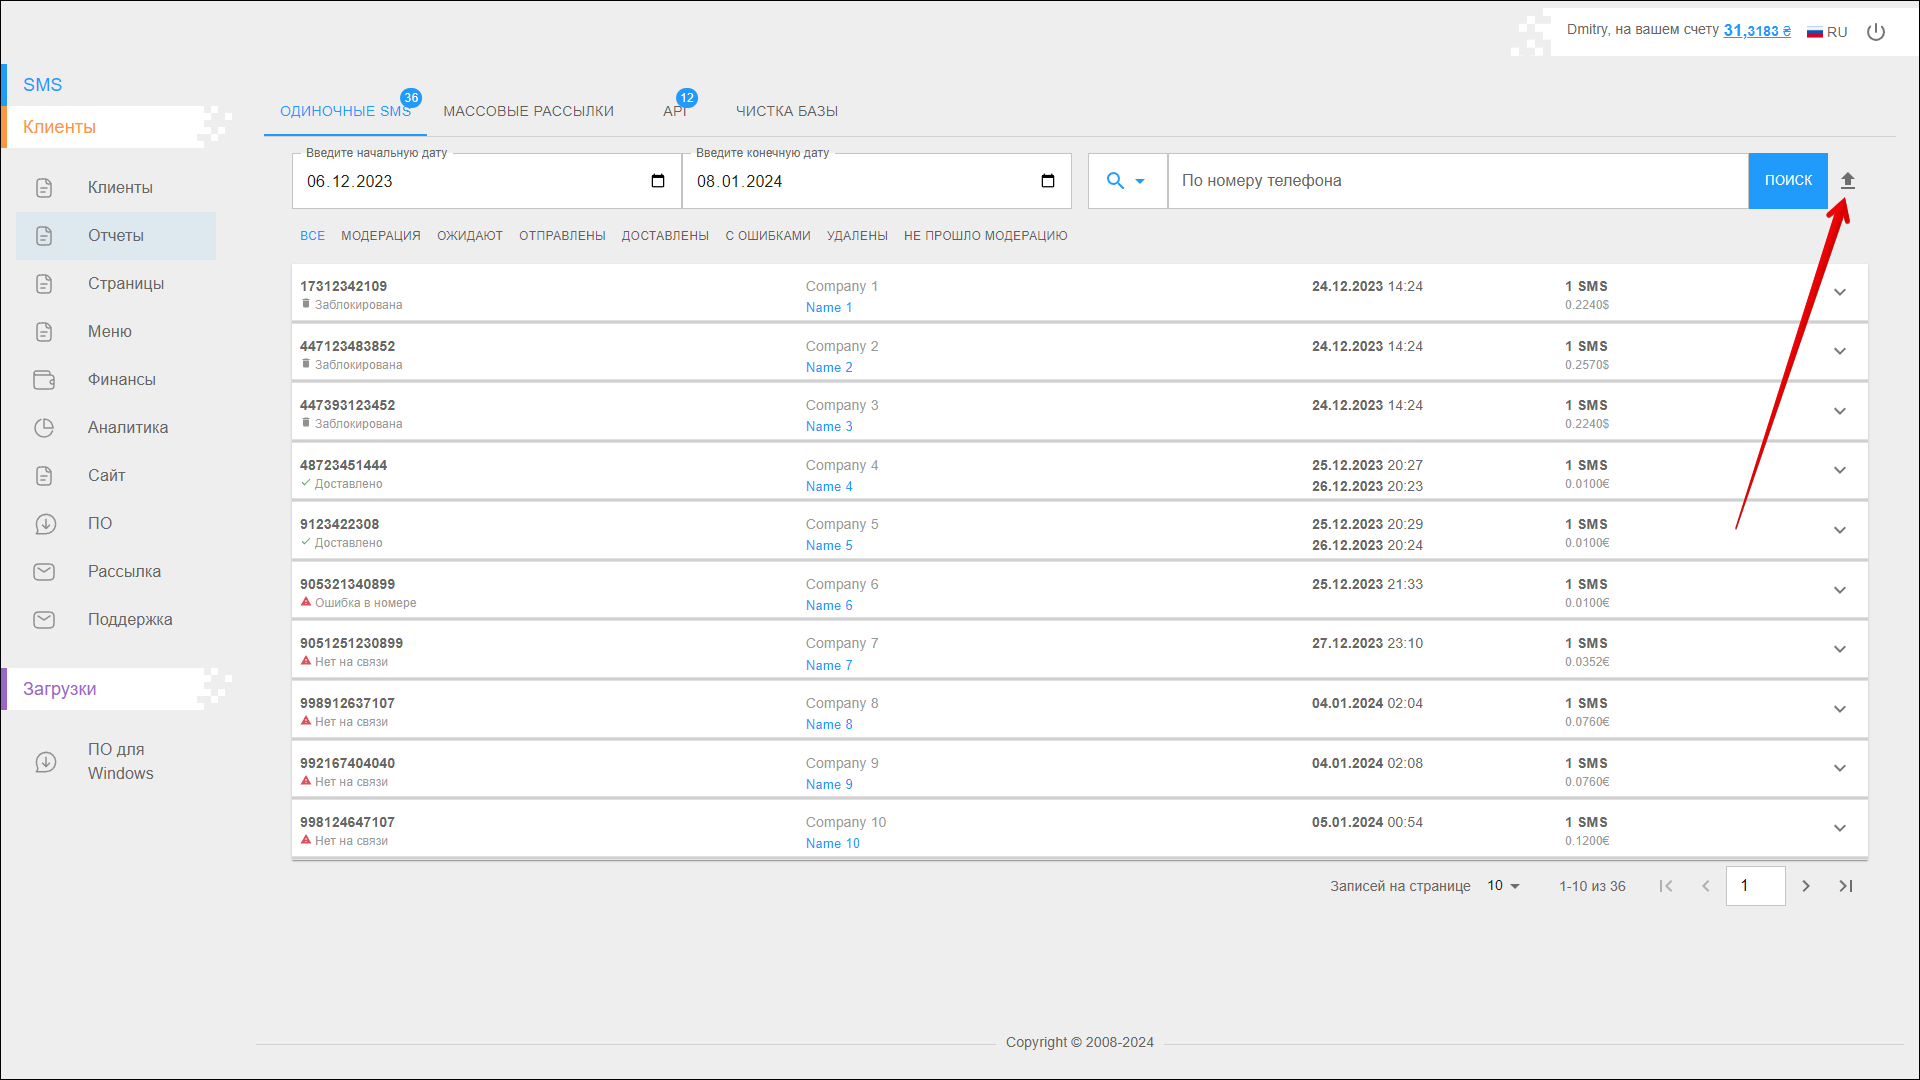 Dmitry, на вашем счету 31,3183 ₴ RU
SMS
Клиенты
Клиенты
Отчеты
Страницы
Меню
Финансы
Аналитика
Сайт
ПО
Рассылка
Поддержка
Загрузки
ПО для
Windows
ОДИНОЧНЫЕ SMS 36 МАССОВЫЕ РАССЫЛКИ API 12 ЧИСТКА БАЗЫ
Введите начальную дату
06.12.2023
Введите конечную дату
08.01.2024
По номеру телефона
ПОИСК
ВСЕ МОДЕРАЦИЯ ОЖИДАЮТ ОТПРАВЛЕНЫ ДОСТАВЛЕНЫ С ОШИБКАМИ УДАЛЕНЫ НЕ ПРОШЛО МОДЕРАЦИЮ
17312342109 Company 1 24.12.2023 14:24 1 SMS
Заблокирована Name 1 0.2240$
447123483852 Company 2 24.12.2023 14:24 1 SMS
Заблокирована Name 2 0.2570$
447393123452 Company 3 24.12.2023 14:24 1 SMS
Заблокирована Name 3 0.2240$
48723451444 Company 4 25.12.2023 20:27 1 SMS
Доставлено Name 4 26.12.2023 20:23 0.0100€
9123422308 Company 5 25.12.2023 20:29 1 SMS
Доставлено Name 5 26.12.2023 20:24 0.0100€
905321340899 Company 6 25.12.2023 21:33 1 SMS
Ошибка в номере Name 6 0.0100€
9051251230899 Company 7 27.12.2023 23:10 1 SMS
Нет на связи Name 7 0.0352€
998912637107 Company 8 04.01.2024 02:04 1 SMS
Нет на связи Name 8 0.0760€
992167404040 Company 9 04.01.2024 02:08 1 SMS
Нет на связи Name 9 0.0760€
998124647107 Company 10 05.01.2024 00:54 1 SMS
Нет на связи Name 10 0.1200€
Записей на странице 10 1-10 из 36 1
Copyright © 2008-2024